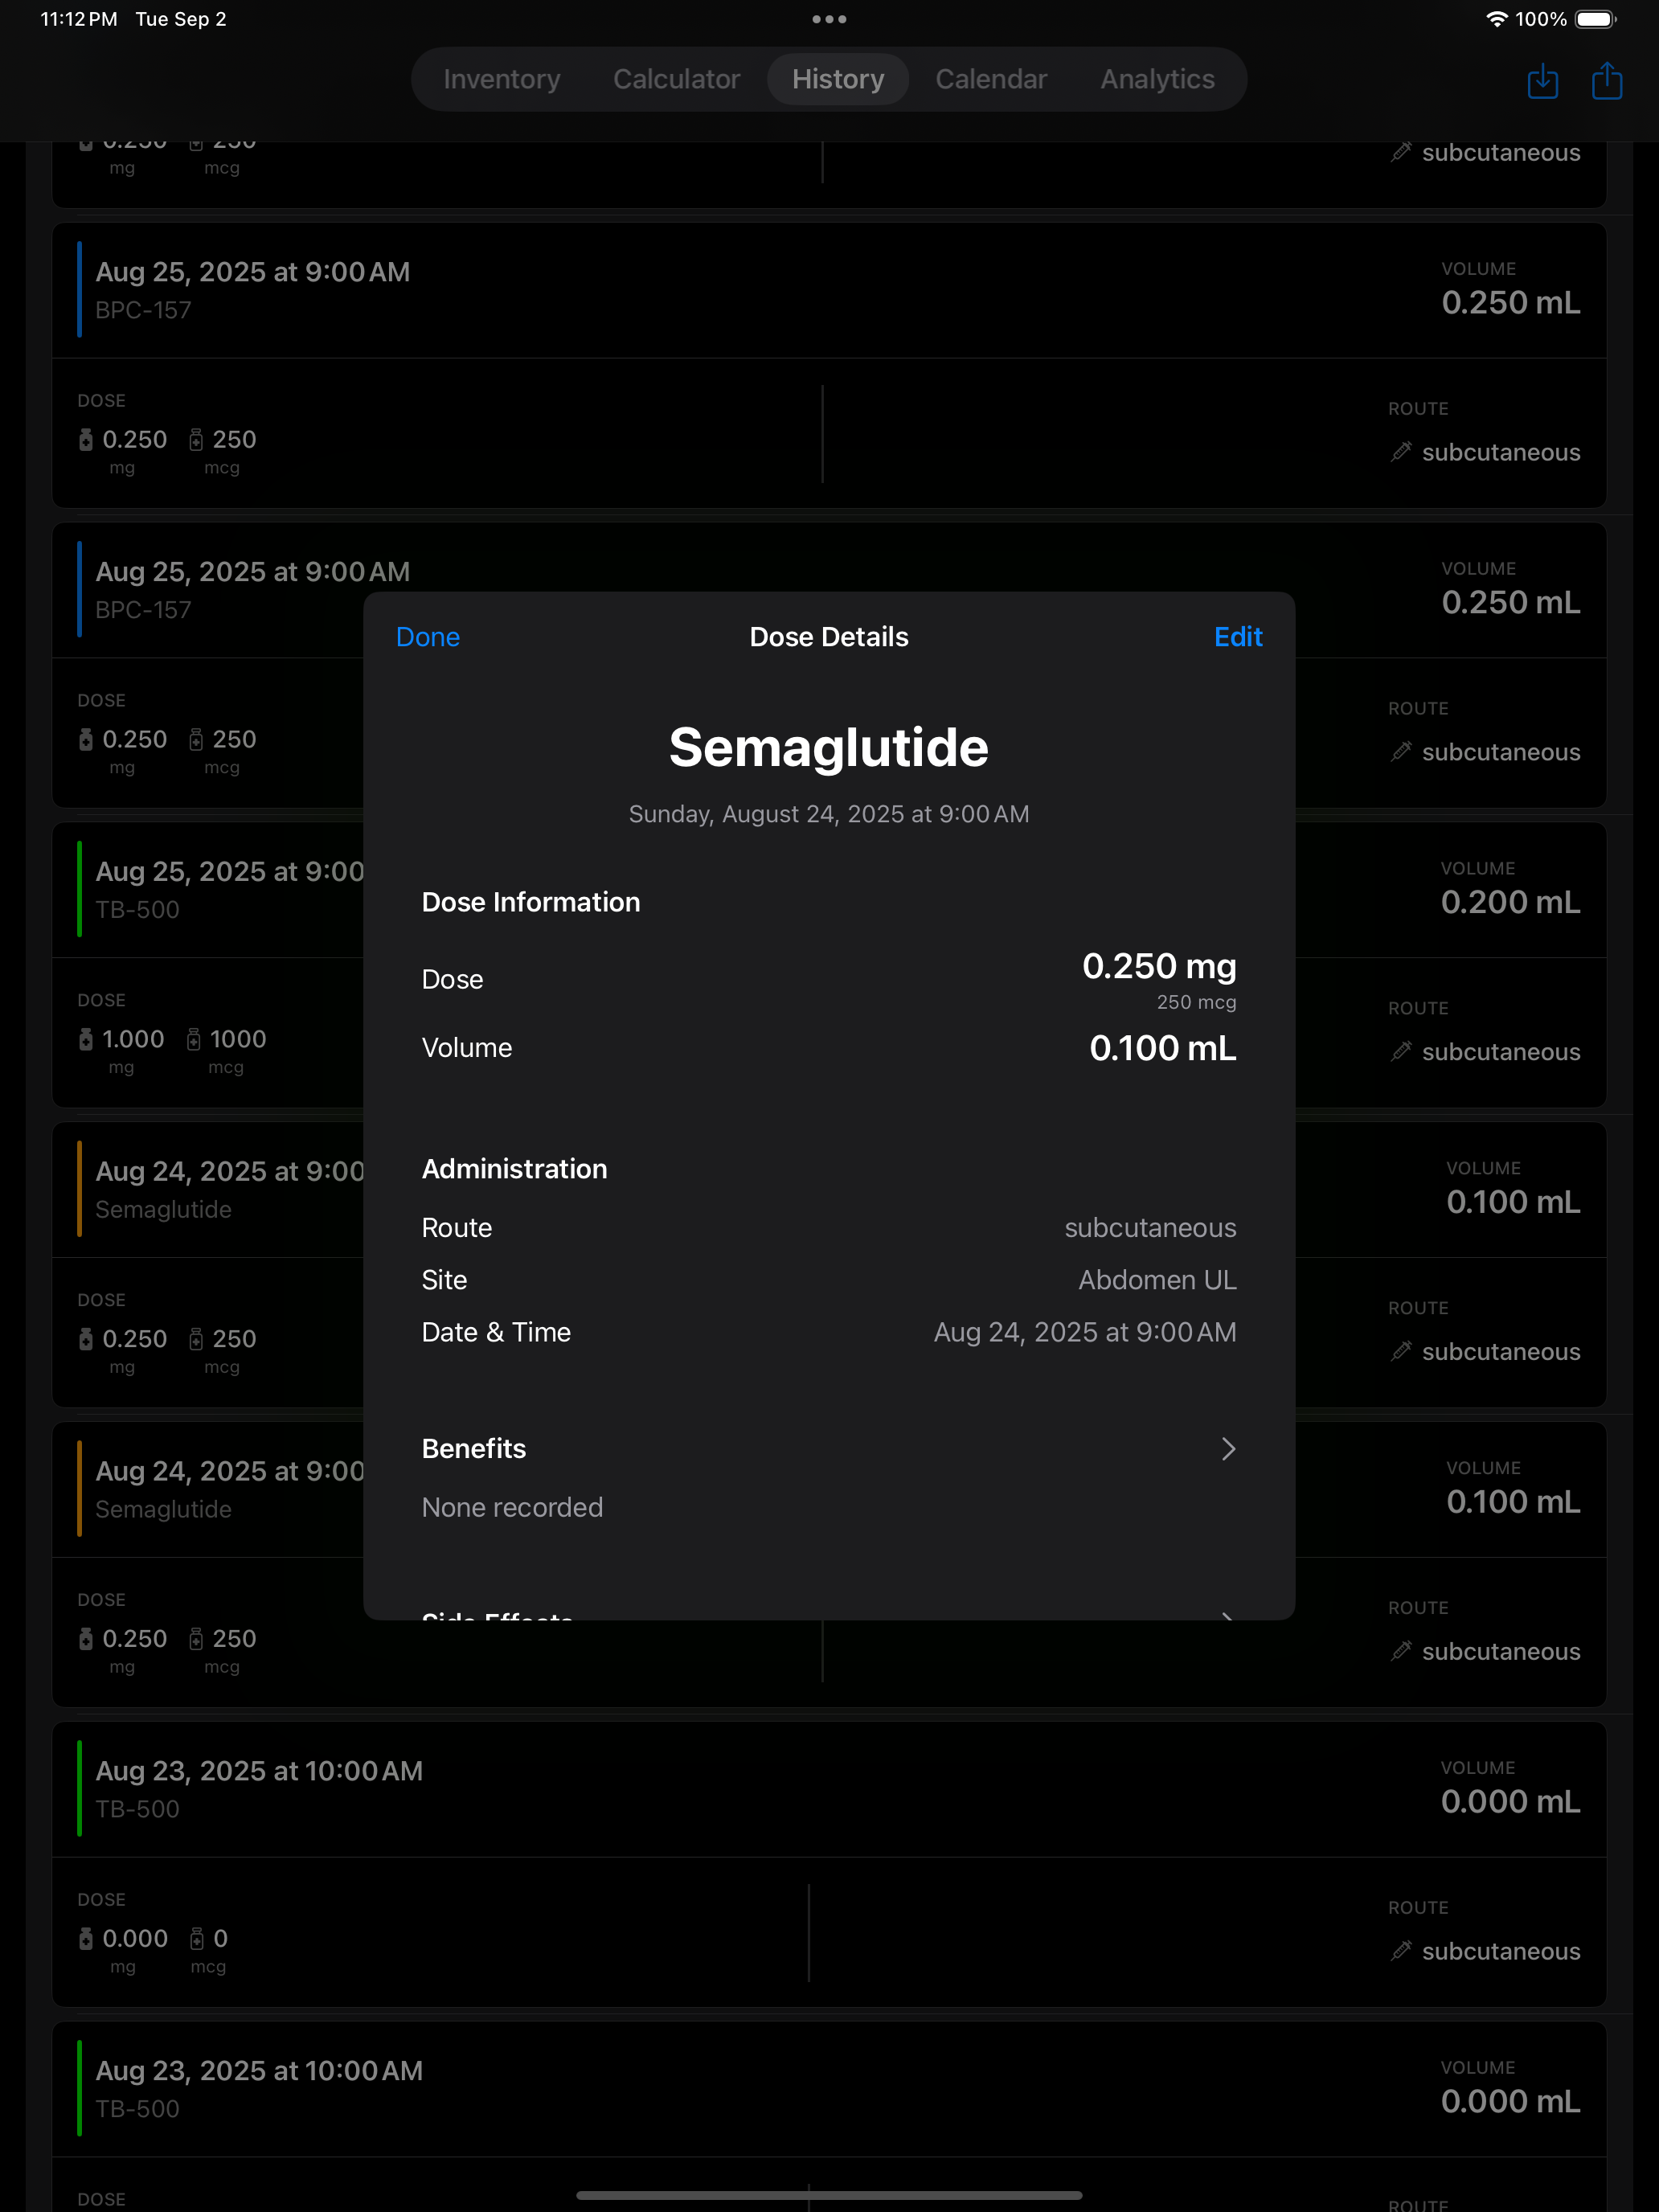 11:12 PM Tue Sep 2
100%
Inventory Calculator History Calendar Analytics
0.250 250
mg mcg
subcutaneous
Aug 25, 2025 at 9:00 AM
BPC-157
VOLUME
0.250 mL
DOSE
0.250 250
mg mcg
ROUTE
subcutaneous
Aug 25, 2025 at 9:00 AM
BPC-157
VOLUME
0.250 mL
DOSE
0.250 250
mg mcg
ROUTE
subcutaneous
Aug 25, 2025 at 9:00
TB-500
VOLUME
0.200 mL
DOSE
1.000 1000
mg mcg
ROUTE
subcutaneous
Aug 24, 2025 at 9:00
Semaglutide
VOLUME
0.100 mL
DOSE
0.250 250
mg mcg
ROUTE
subcutaneous
Aug 24, 2025 at 9:00
Semaglutide
VOLUME
0.100 mL
DOSE
0.250 250
mg mcg
ROUTE
subcutaneous
Aug 23, 2025 at 10:00 AM
TB-500
VOLUME
0.000 mL
DOSE
0.000 0
mg mcg
ROUTE
subcutaneous
Aug 23, 2025 at 10:00 AM
TB-500
VOLUME
0.000 mL
DOSE
ROUTE
Done Dose Details Edit
Semaglutide
Sunday, August 24, 2025 at 9:00 AM
Dose Information
Dose 0.250 mg
250 mcg
Volume 0.100 mL
Administration
Route subcutaneous
Site Abdomen UL
Date & Time Aug 24, 2025 at 9:00 AM
Benefits
None recorded
Side Effects